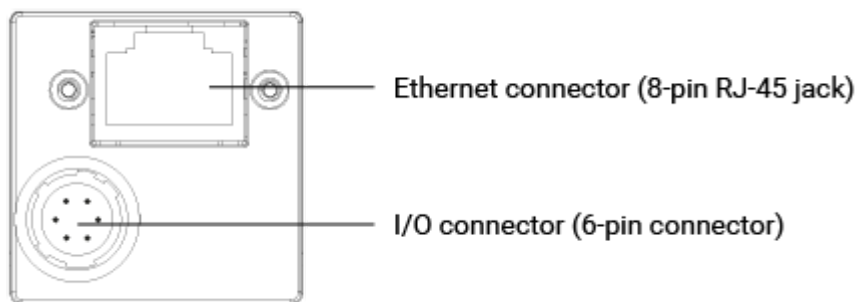 Ethernet connector (8-pin RJ-45 jack)
I/O connector (6-pin connector)